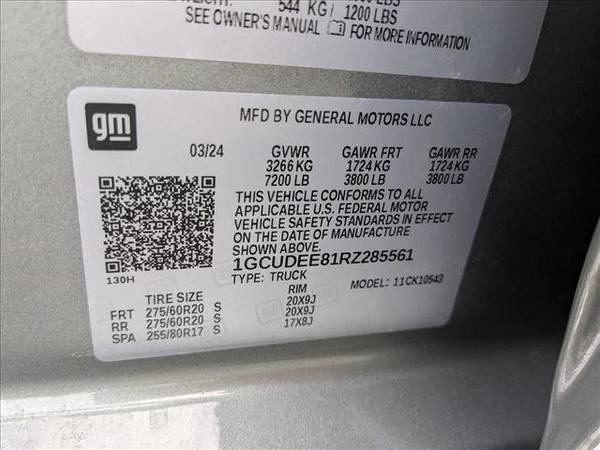 544 KG / 1200 LBS
SEE OWNER'S MANUAL FOR MORE INFORMATION
gm
MFD BY GENERAL MOTORS LLC
03/24 GVWR GAWR FRT GAWR RR
3266 KG 1724 KG 1724 KG
7200 LB 3800 LB 3800 LB
THIS VEHICLE CONFORMS TO ALL
APPLICABLE U.S. FEDERAL MOTOR
VEHICLE SAFETY STANDARDS IN EFFECT
ON THE DATE OF MANUFACTURE
SHOWN ABOVE.
1GCUDEE81RZ285561
130H
TYPE: TRUCK MODEL: 11CK10543
TIRE SIZE RIM
FRT 275/60R20 S 20X9J
RR 275/60R20 S 20X9J
SPA 255/80R17 S 17X8J